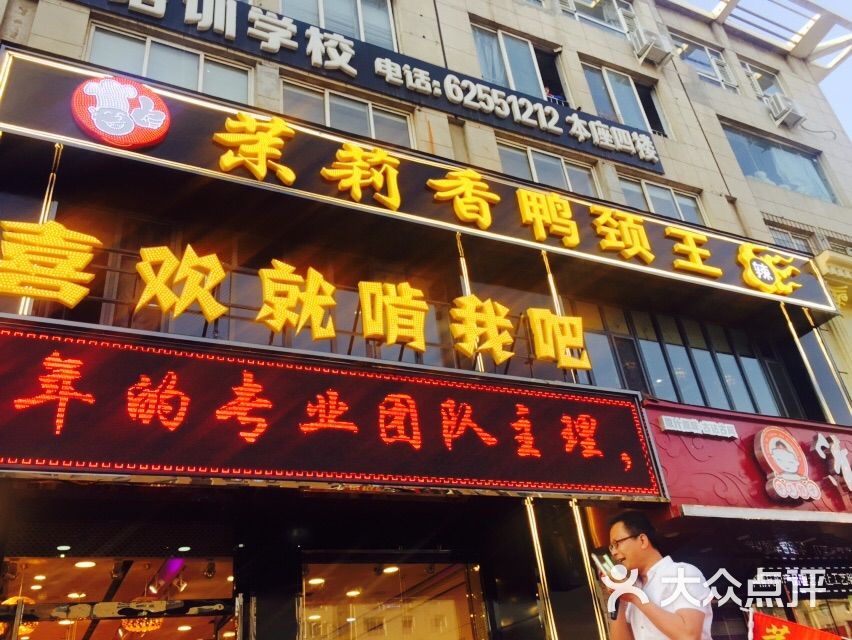 培训学校 电话:62551212 本座四楼
茉莉香鸭颈王
辣
喜欢就啃我吧
年的专业团队主理,
大众点评